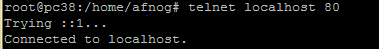 root@pc38:/home/afnog# telnet localhost 80
Trying ::1...
Connected to localhost.